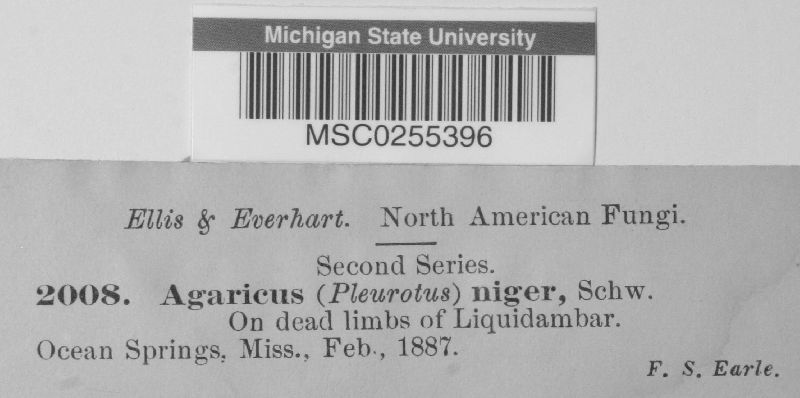 Michigan State University
MSC0255396
Ellis & Everhart. North American Fungi.
Second Series.
2008. Agaricus (Pleurotus) niger, Schw.
On dead limbs of Liquidambar.
Ocean Springs, Miss., Feb., 1887.
F. S. Earle.